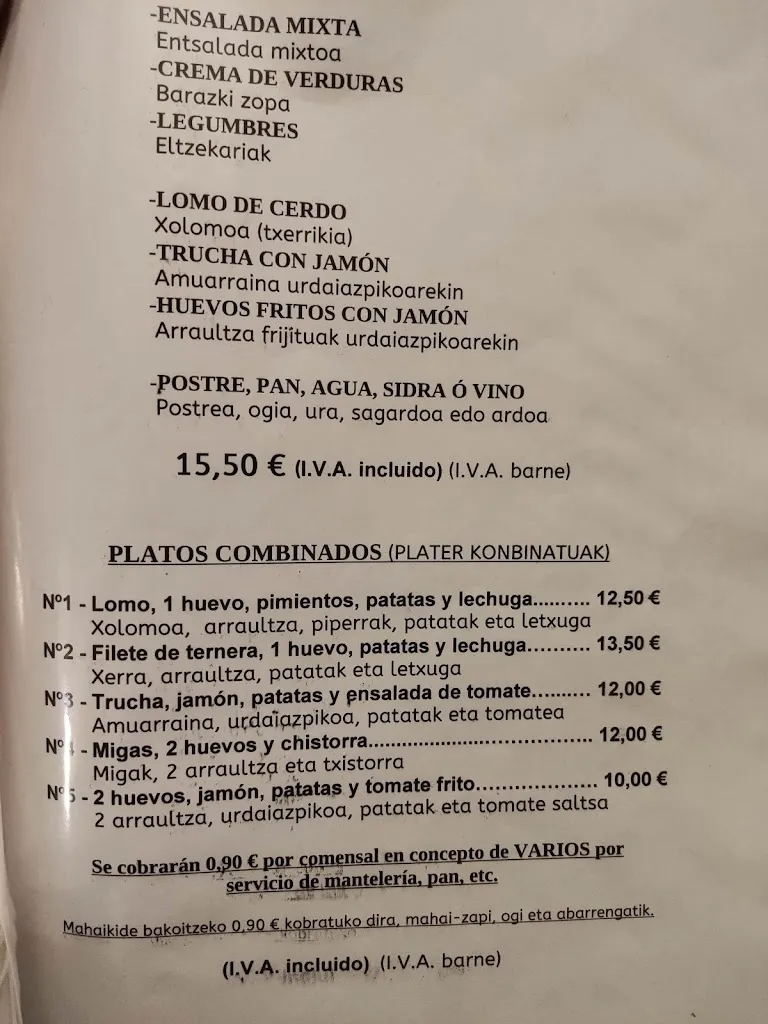 -ENSALADA MIXTA
Entsalada mixtoa
-CREMA DE VERDURAS
Barazki zopa
-LEGUMBRES
Eltzekariak
-LOMO DE CERDO
Xolomoa (txerrikia)
-TRUCHA CON JAMÓN
Amuarraina urdaiazpikoarekin
-HUEVOS FRITOS CON JAMÓN
Arraultza frijituak urdaiazpikoarekin
-POSTRE, PAN, AGUA, SIDRA Ó VINO
Postrea, ogia, ura, sagardoa edo ardoa
15,50 € (I.V.A. incluido) (I.V.A. barne)
PLATOS COMBINADOS (PLATER KONBINATUAK)
Nº1 - Lomo, 1 huevo, pimientos, patatas y lechuga.......... 12,50 €
Xolomoa, arraultza, piperrak, patatak eta letxuga
Nº2 - Filete de ternera, 1 huevo, patatas y lechuga.......... 13,50 €
Xerra, arraultza, patatak eta letxuga
Nº3 - Trucha, jamón, patatas y ensalada de tomate.......... 12,00 €
Amuarraina, urdaiazpikoa, patatak eta tomatea
Nº4 - Migas, 2 huevos y chistorra....................................... 12,00 €
Migak, 2 arraultza eta txistorra
Nº5 - 2 huevos, jamón, patatas y tomate frito..................... 10,00 €
2 arraultza, urdaiazpikoa, patatak eta tomate saltsa
Se cobrarán 0,90 € por comensal en concepto de VARIOS por
servicio de mantelería, pan, etc.
Mahaikide bakoitzeko 0,90 € kobratuko dira, mahai-zapi, ogi eta abarrengatik.
(I.V.A. incluido) (I.V.A. barne)